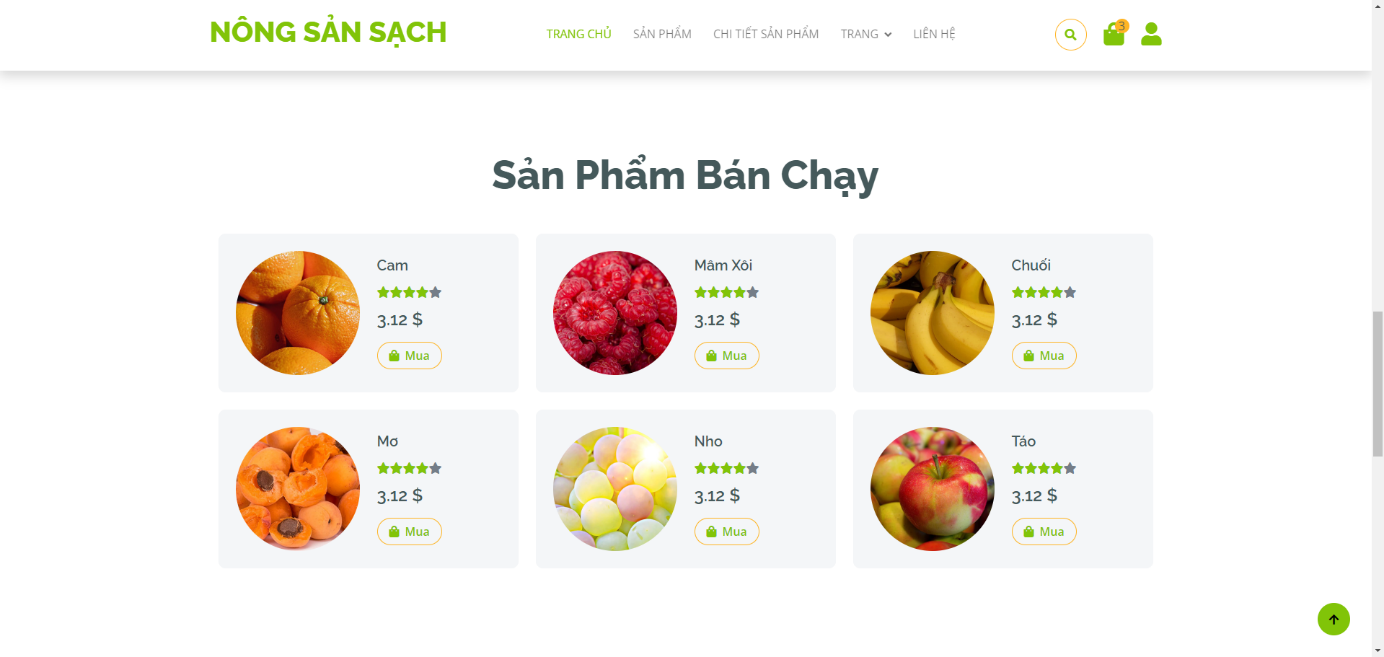 NÔNG SẢN SẠCH
TRANG CHỦ SẢN PHẨM CHI TIẾT SẢN PHẨM TRANG LIÊN HỆ
3
Sản Phẩm Bán Chạy
Cam
3.12 $
Mua
Mâm Xôi
3.12 $
Mua
Chuối
3.12 $
Mua
Mơ
3.12 $
Mua
Nho
3.12 $
Mua
Táo
3.12 $
Mua